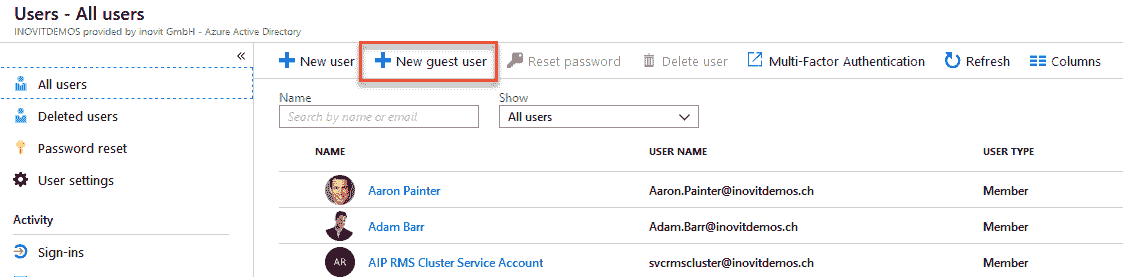 Users - All users
INOVITDEMOS provided by inovit GmbH - Azure Active Directory
«
All users
Deleted users
Password reset
User settings
Activity
Sign-ins
New user New guest user Reset password Delete user Multi-Factor Authentication Refresh Columns
Name Show
Search by name or email All users
NAME USER NAME USER TYPE
Aaron Painter Aaron.Painter@inovitdemos.ch Member
Adam Barr Adam.Barr@inovitdemos.ch Member
AR AIP RMS Cluster Service Account svcrmscluster@inovitdemos.ch Member